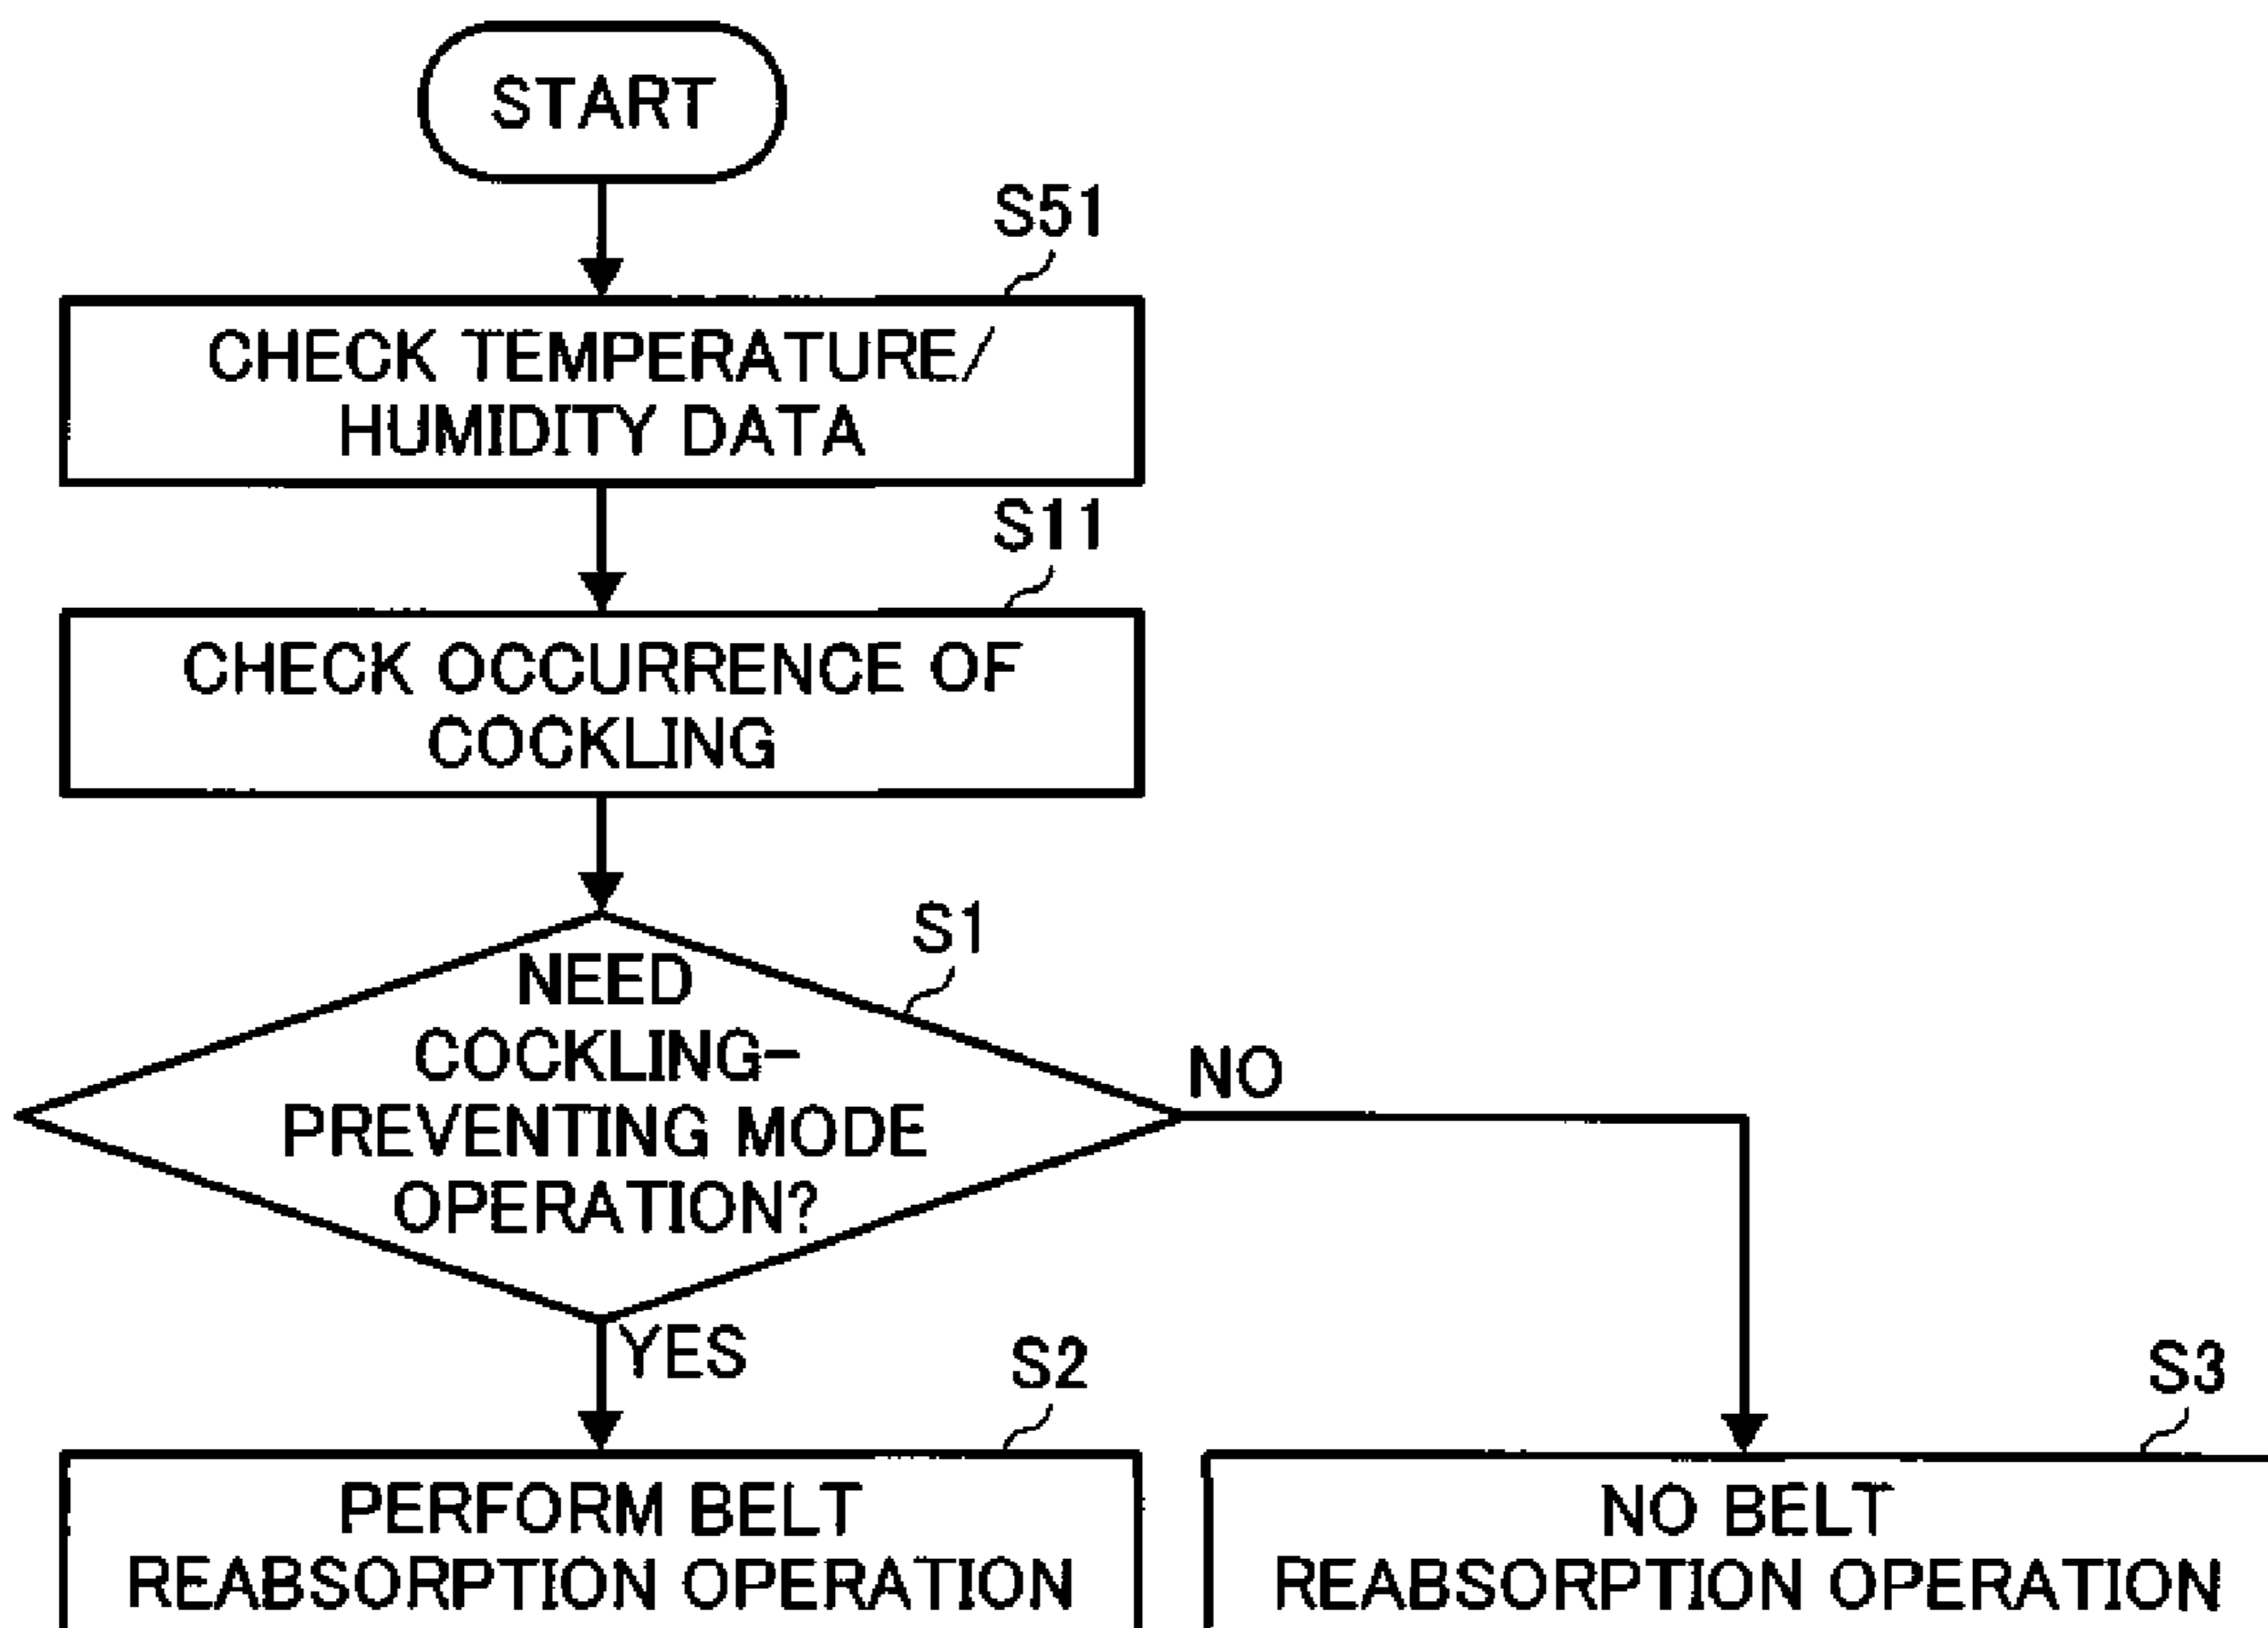 START
S51
CHECK TEMPERATURE/
HUMIDITY DATA
S11
CHECK OCCURRENCE OF
COCKLING
S1
NEED
COCKLING-
PREVENTING MODE
OPERATION?
NO
YES
S2
PERFORM BELT
REABSORPTION OPERATION
S3
NO BELT
REABSORPTION OPERATION